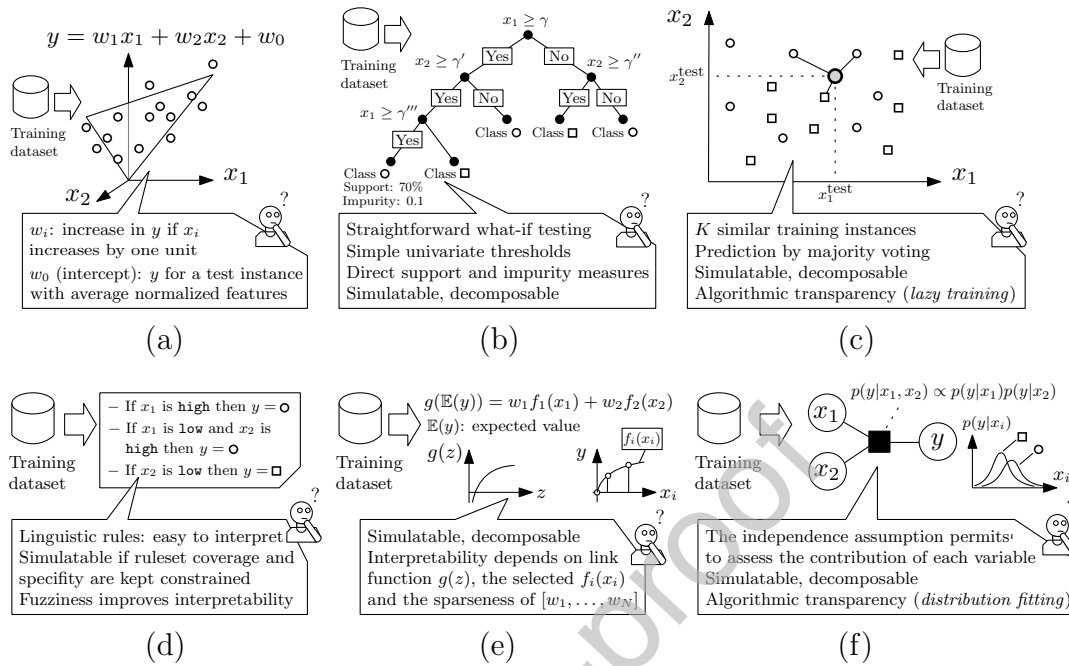 y = w₁x₁ + w₂x₂ + w₀
Training
dataset
x₁
x₂
?
wᵢ: increase in y if xᵢ
increases by one unit
w₀ (intercept): y for a test instance
with average normalized features
(a)
Training
dataset
x₁ ≥ γ
Yes
No
x₂ ≥ γ′
x₂ ≥ γ′′
Yes
No
Yes
No
x₁ ≥ γ′′′
Class
Class
Class
Yes
Class
Class
Support: 70%
Impurity: 0.1
?
Straightforward what-if testing
Simple univariate thresholds
Direct support and impurity measures
Simulatable, decomposable
(b)
x₂
x₂ᵗᵉˢᵗ
Training
dataset
x₁ᵗᵉˢᵗ
x₁
?
K similar training instances
Prediction by majority voting
Simulatable, decomposable
Algorithmic transparency (lazy training)
(c)
Training
dataset
– If x₁ is high then y =
– If x₁ is low and x₂ is
high then y =
– If x₂ is low then y =
?
Linguistic rules: easy to interpret
Simulatable if ruleset coverage and
specifity are kept constrained
Fuzziness improves interpretability
(d)
Training
dataset
g(𝔼(y)) = w₁f₁(x₁) + w₂f₂(x₂)
𝔼(y): expected value
g(z)
z
y
fᵢ(xᵢ)
xᵢ
?
Simulatable, decomposable
Interpretability depends on link
function g(z), the selected fᵢ(xᵢ)
and the sparseness of [w₁, . . . , w_N]
(e)
Training
dataset
p(y|x₁, x₂) ∝ p(y|x₁)p(y|x₂)
x₁
x₂
y
p(y|xᵢ)
xᵢ
The independence assumption permits
to assess the contribution of each variable
Simulatable, decomposable
Algorithmic transparency (distribution fitting)
(f)
proof